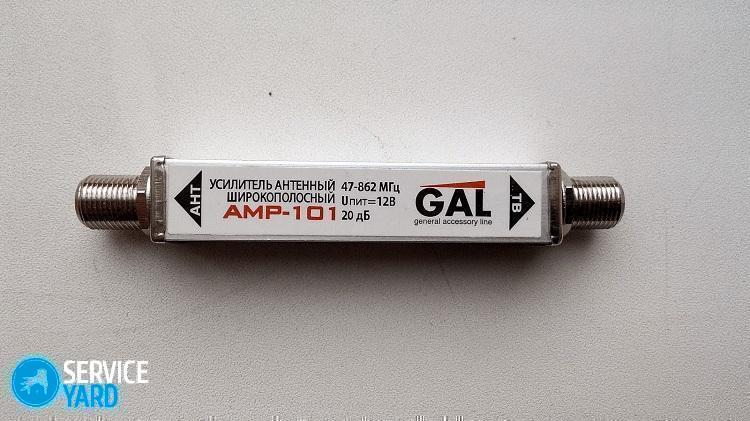 АНТ
УСИЛИТЕЛЬ АНТЕННЫЙ 47-862 МГц
ШИРОКОПОЛОСНЫЙ Uпит=12В
AMP-101 20 дБ
GAL
general accessory line
ТВ
SERVICE
YARD